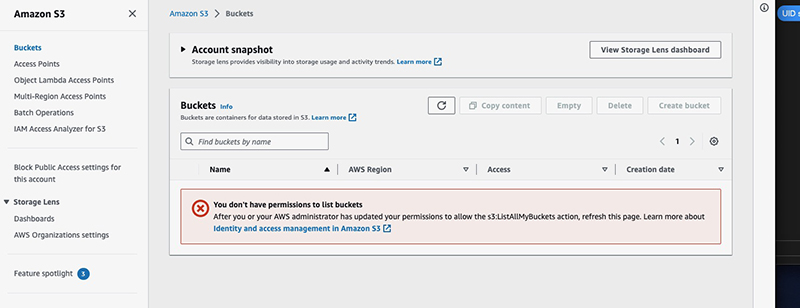 Amazon S3
Buckets
Access Points
Object Lambda Access Points
Multi-Region Access Points
Batch Operations
IAM Access Analyzer for S3
Block Public Access settings for
this account
Storage Lens
Dashboards
AWS Organizations settings
Feature spotlight 3
Amazon S3 > Buckets
Account snapshot
Storage lens provides visibility into storage usage and activity trends. Learn more
View Storage Lens dashboard
Buckets Info
Buckets are containers for data stored in S3. Learn more
Copy content
Empty
Delete
Create bucket
Find buckets by name
1
Name
AWS Region
Access
Creation date
You don't have permissions to list buckets
After you or your AWS administrator has updated your permissions to allow the s3:ListAllMyBuckets action, refresh this page. Learn more about
Identity and access management in Amazon S3
UID